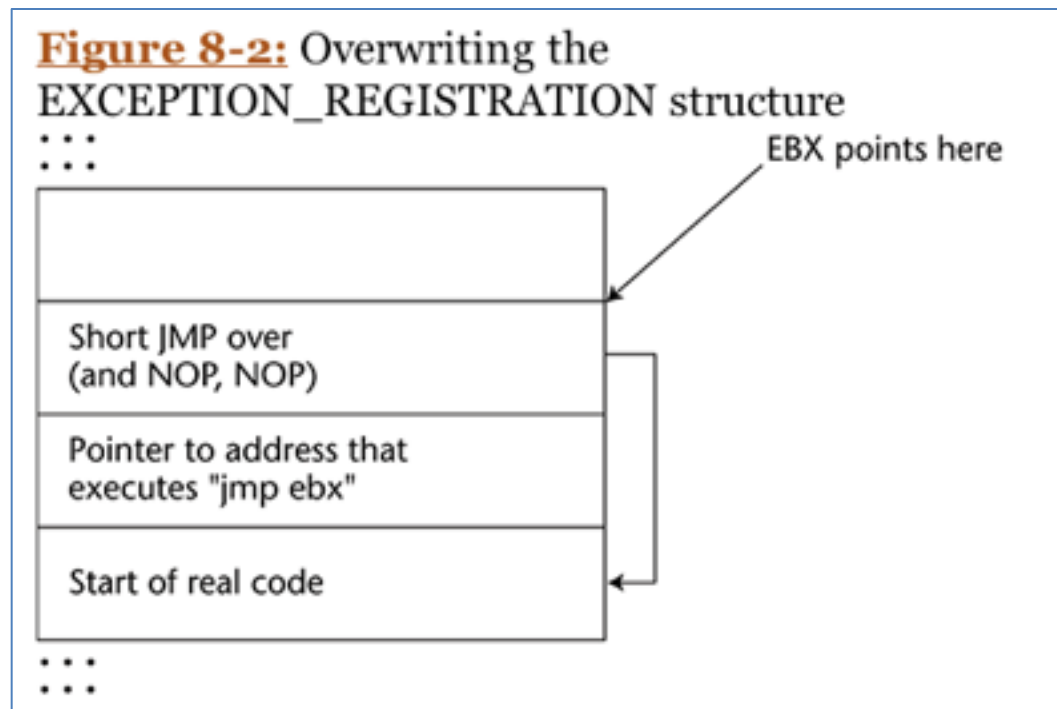 Figure 8-2: Overwriting the
EXCEPTION_REGISTRATION structure
EBX points here
Short JMP over
(and NOP, NOP)
Pointer to address that
executes "jmp ebx"
Start of real code